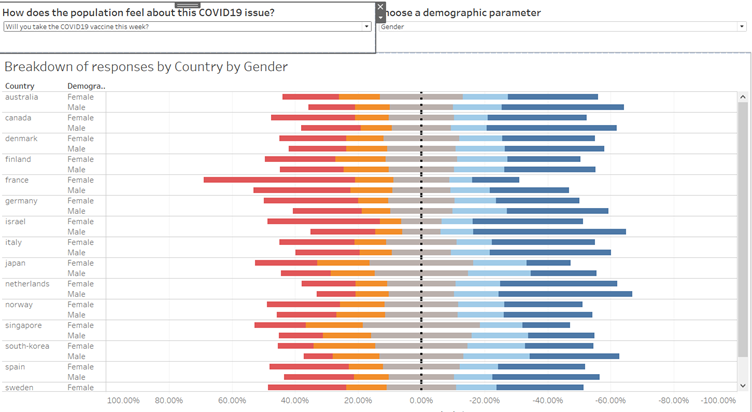 How does the population feel about this COVID19 issue?
Will you take the COVID19 vaccine this week?
hoose a demographic parameter
Gender
Breakdown of responses by Country by Gender
Country Demogra..
australia Female
Male
canada Female
Male
denmark Female
Male
finland Female
Male
france Female
Male
germany Female
Male
israel Female
Male
italy Female
Male
japan Female
Male
netherlands Female
Male
norway Female
Male
singapore Female
Male
south-korea Female
Male
spain Female
Male
sweden Female
100.00% 80.00% 60.00% 40.00% 20.00% 0.00% -20.00% -40.00% -60.00% -80.00% -100.0..